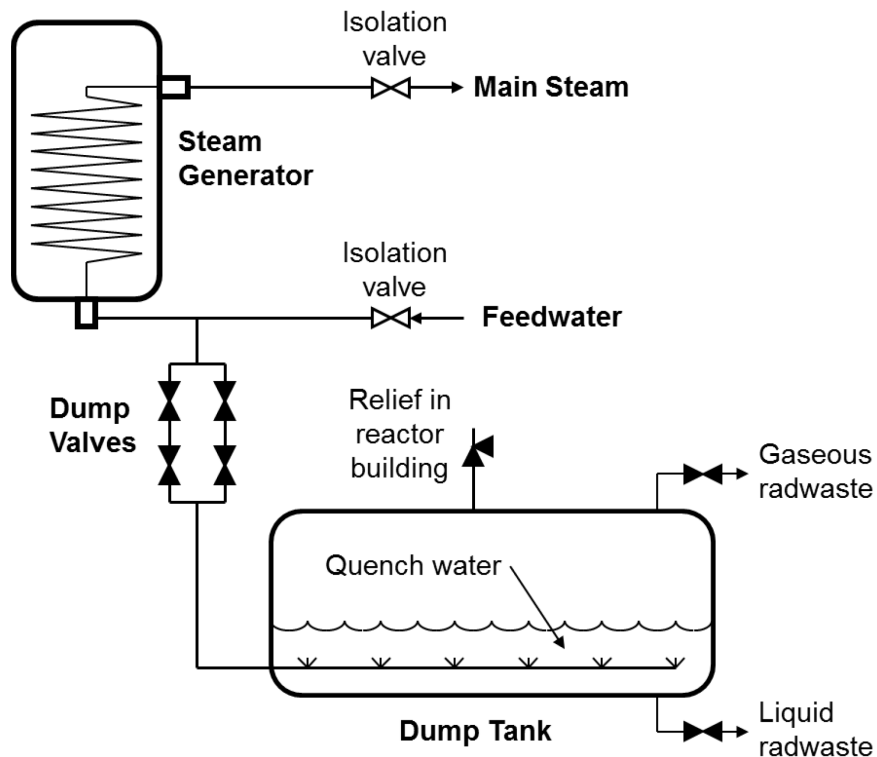 Isolation
valve
Main Steam
Steam
Generator
Isolation
valve
Feedwater
Dump
Valves
Relief in
reactor
building
Gaseous
radwaste
Quench water
Dump Tank
Liquid
radwaste